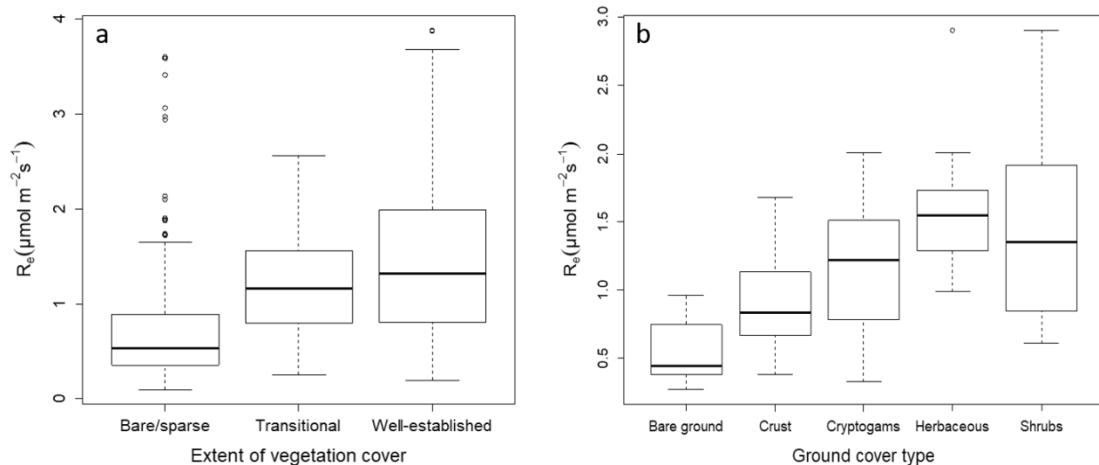 a
4
3
2
1
0
Rₑ(μmol m⁻²s⁻¹)
Bare/sparse Transitional Well-established
Extent of vegetation cover
b
3.0
2.5
2.0
1.5
1.0
0.5
Rₑ(μmol m⁻²s⁻¹)
Bare ground Crust Cryptogams Herbaceous Shrubs
Ground cover type